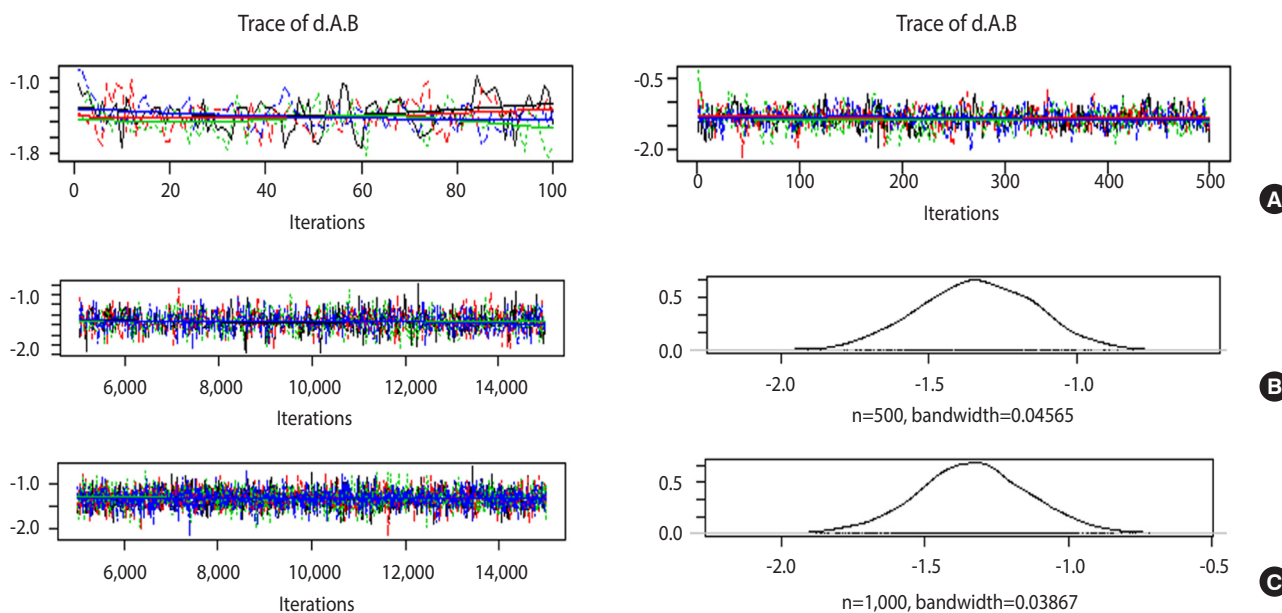 Trace of d.A.B
Trace of d.A.B
-1.0
-1.8
0 20 40 60 80 100
Iterations
-0.5
-2.0
0 100 200 300 400 500
Iterations
A
-1.0
-2.0
6,000 8,000 10,000 12,000 14,000
Iterations
0.5
0.0
-2.0 -1.5 -1.0
n=500, bandwidth=0.04565
B
-1.0
-2.0
6,000 8,000 10,000 12,000 14,000
Iterations
0.5
0.0
-2.0 -1.5 -1.0 -0.5
n=1,000, bandwidth=0.03867
C